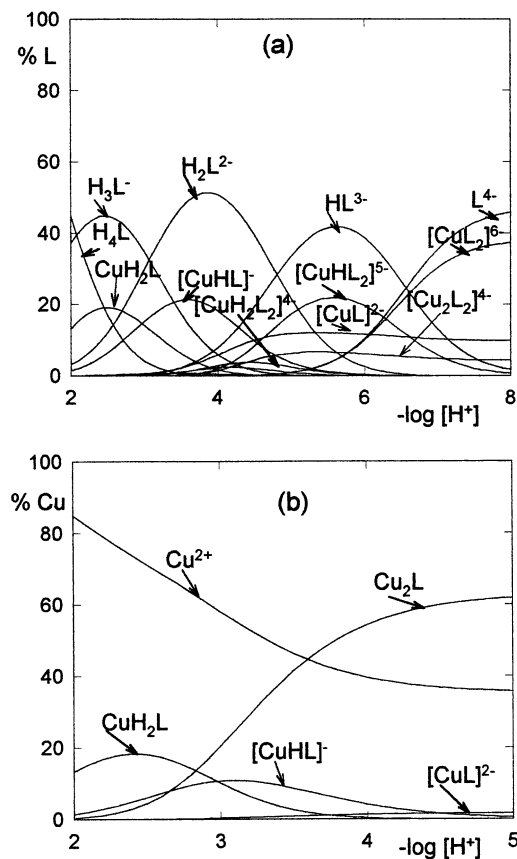 100
(a)
% L
80
60
H₂L²⁻
H₃L⁻
HL³⁻
L⁴⁻
40
H₄L
[CuL₂]⁶⁻
CuH₂L
[CuHL]⁻
[CuHL₂]⁵⁻
[CuH₂L₂]⁴⁻
[CuL]²⁻
[Cu₂L₂]⁴⁻
20
0
2 4 6 8
-log [H⁺]
100
% Cu
(b)
80
Cu²⁺
Cu₂L
60
40
CuH₂L
[CuHL]⁻
20
[CuL]²⁻
0
2 3 4 5
-log [H⁺]